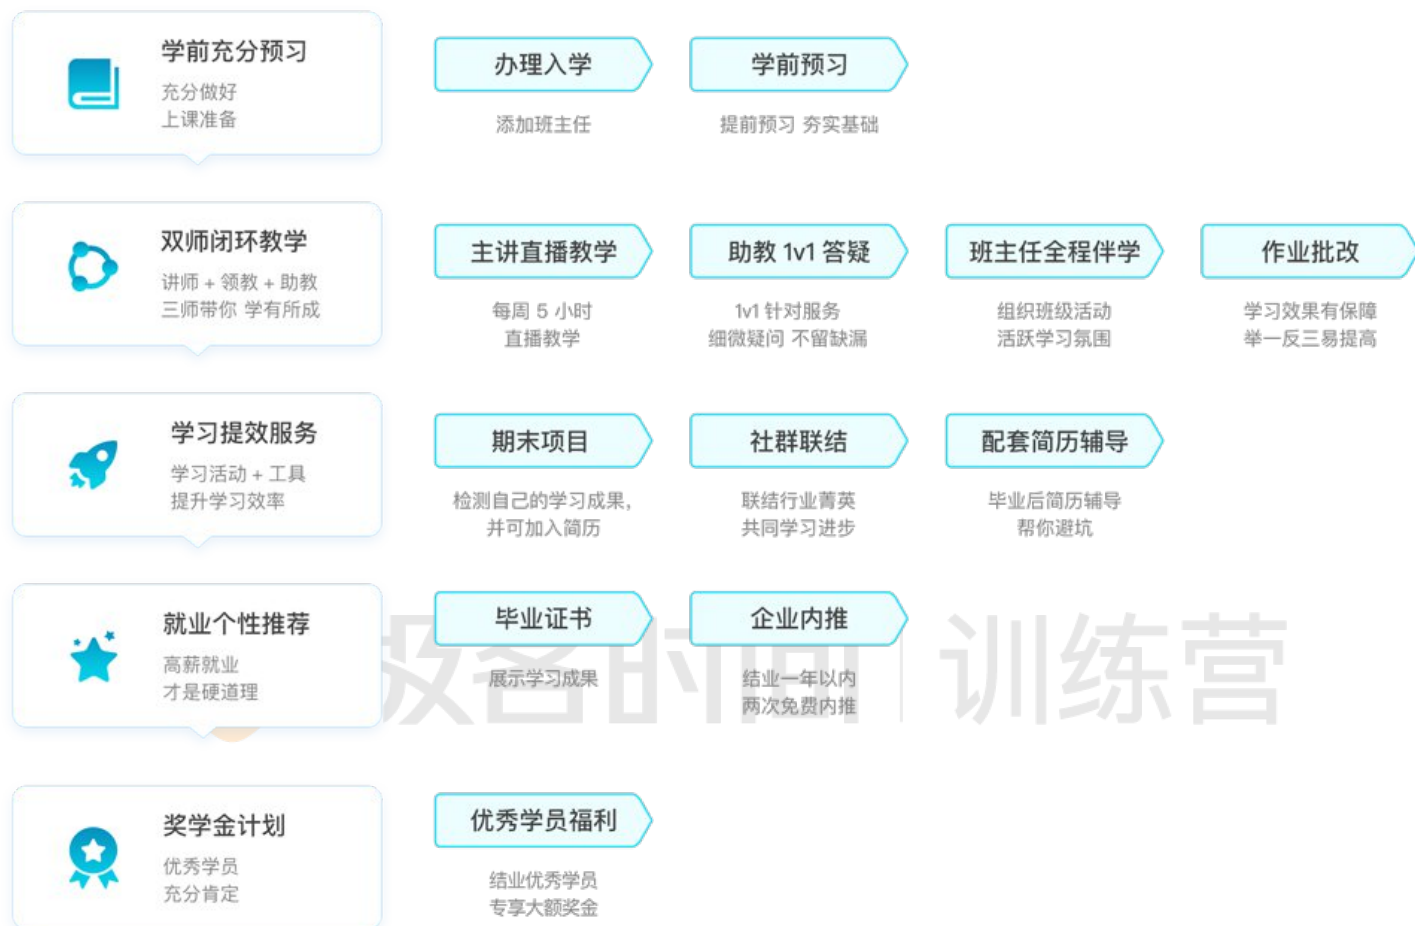 学前充分预习
充分做好
上课准备
办理入学
添加班主任
学前预习
提前预习 夯实基础
双师闭环教学
讲师 + 领教 + 助教
三师带你 学有所成
主讲直播教学
每周 5 小时
直播教学
助教 1v1 答疑
1v1 针对服务
细微疑问 不留缺漏
班主任全程伴学
组织班级活动
活跃学习氛围
作业批改
学习效果有保障
举一反三易提高
学习提效服务
学习活动 + 工具
提升学习效率
期末项目
检测自己的学习成果，
并可加入简历
社群联结
联结行业菁英
共同学习进步
配套简历辅导
毕业后简历辅导
帮你避坑
就业个性推荐
高薪就业
才是硬道理
毕业证书
展示学习成果
企业内推
结业一年以内
两次免费内推
极客时间 训练营
奖学金计划
优秀学员
充分肯定
优秀学员福利
结业优秀学员
专享大额奖金